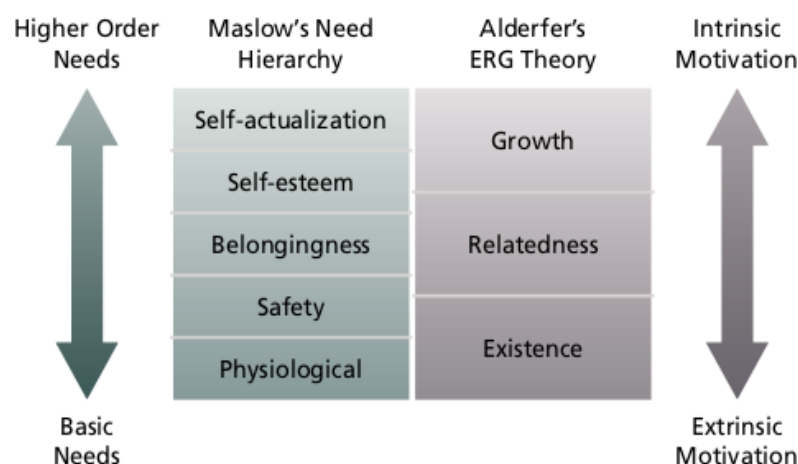 Higher Order
Needs
Maslow's Need
Hierarchy
Alderfer's
ERG Theory
Intrinsic
Motivation
Self-actualization
Self-esteem
Belongingness
Safety
Physiological
Growth
Relatedness
Existence
Basic
Needs
Extrinsic
Motivation